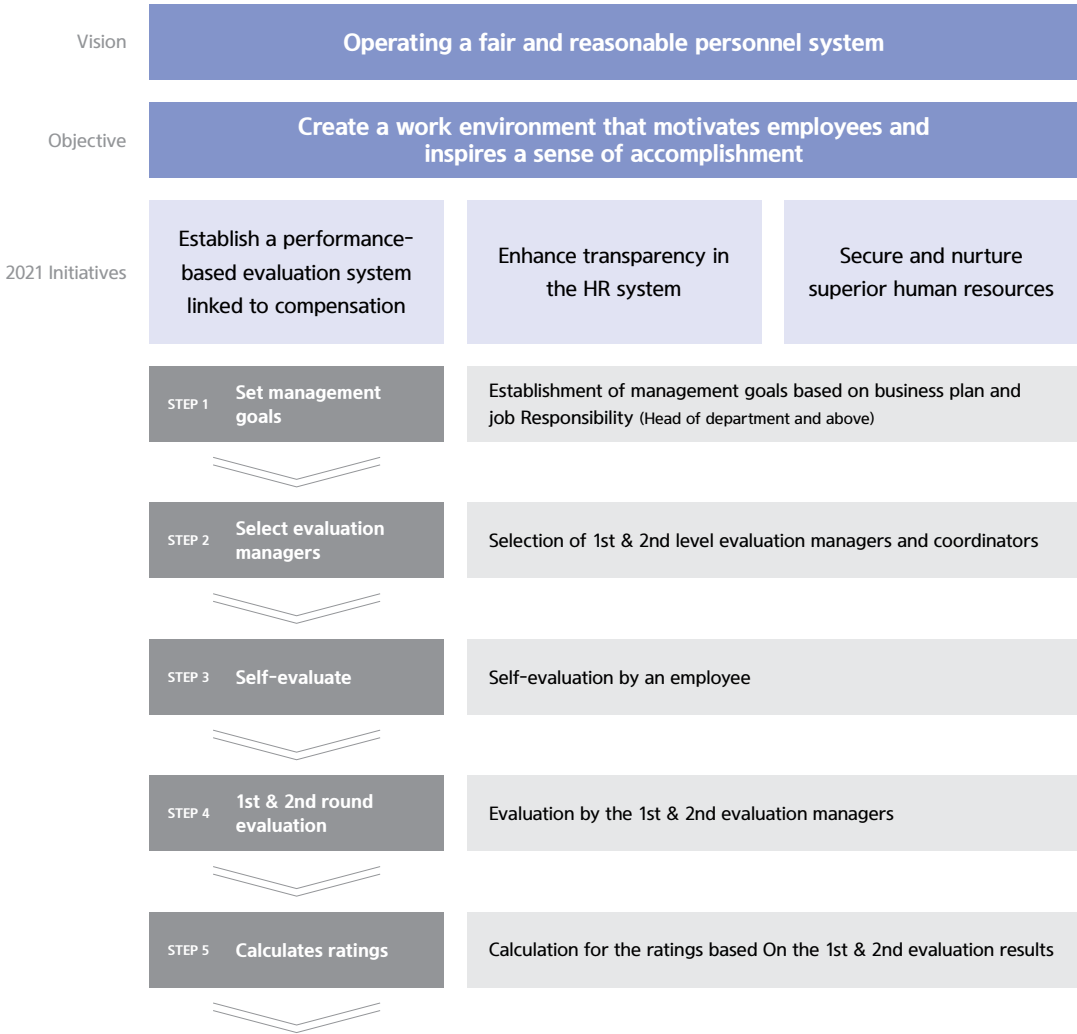 Vision
Operating a fair and reasonable personnel system
Objective
Create a work environment that motivates employees and
inspires a sense of accomplishment
2021 Initiatives
Establish a performance-
based evaluation system
linked to compensation
Enhance transparency in
the HR system
Secure and nurture
superior human resources
STEP 1
Set management
goals
Establishment of management goals based on business plan and
job Responsibility (Head of department and above)
STEP 2
Select evaluation
managers
Selection of 1st & 2nd level evaluation managers and coordinators
STEP 3
Self-evaluate
Self-evaluation by an employee
STEP 4
1st & 2nd round
evaluation
Evaluation by the 1st & 2nd evaluation managers
STEP 5
Calculates ratings
Calculation for the ratings based On the 1st & 2nd evaluation results